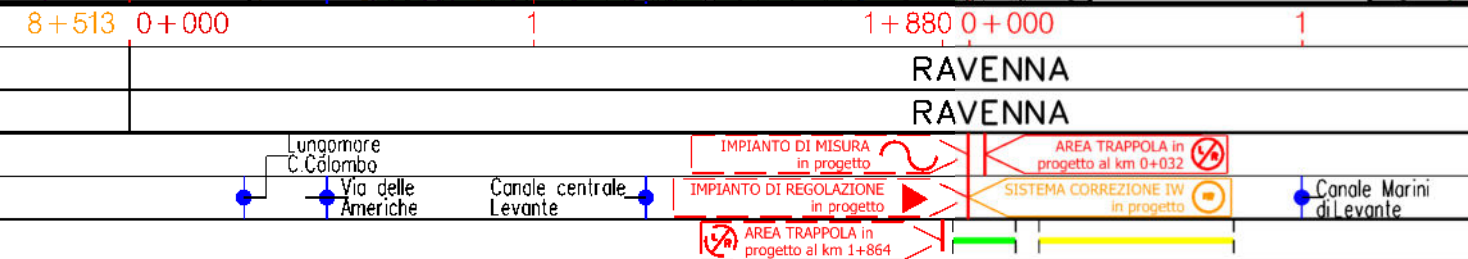 8+513 0+000 1 1+880 0+000 1
RAVENNA
RAVENNA
Lungomare
C.Colombo
IMPIANTO DI MISURA
in progetto
AREA TRAPPOLA in
progetto al km 0+032
L/R
Via delle
Americhe
Canale centrale
Levante
IMPIANTO DI REGOLAZIONE
in progetto
SISTEMA CORREZIONE IW
in progetto
Canale Marini
di Levante
L/R
AREA TRAPPOLA in
progetto al km 1+864